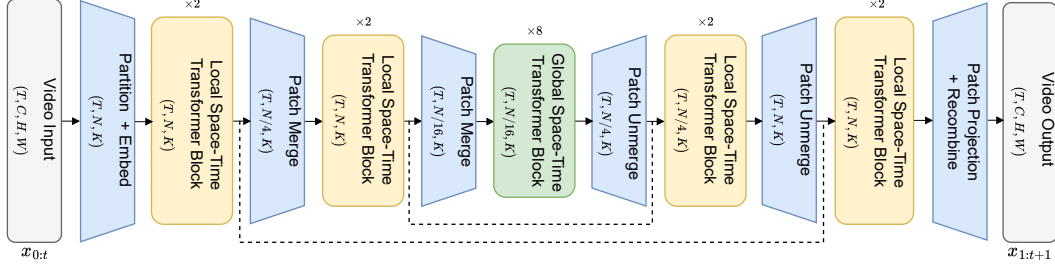 ×2
×2
×8
×2
×2
Video Input
(T, C, H, W)
x0:t
Partition + Embed
(T, N, K)
Local Space-Time
Transformer Block
(T, N, K)
Patch Merge
(T, N/4, K)
Local Space-Time
Transformer Block
(T, N/4, K)
Patch Merge
(T, N/16, K)
Global Space-Time
Transformer Block
(T, N/16, K)
Patch Unmerge
(T, N/4, K)
Local Space-Time
Transformer Block
(T, N/4, K)
Patch Unmerge
(T, N, K)
Local Space-Time
Transformer Block
(T, N, K)
Patch Projection
+ Recombine
Video Output
(T, C, H, W)
x1:t+1